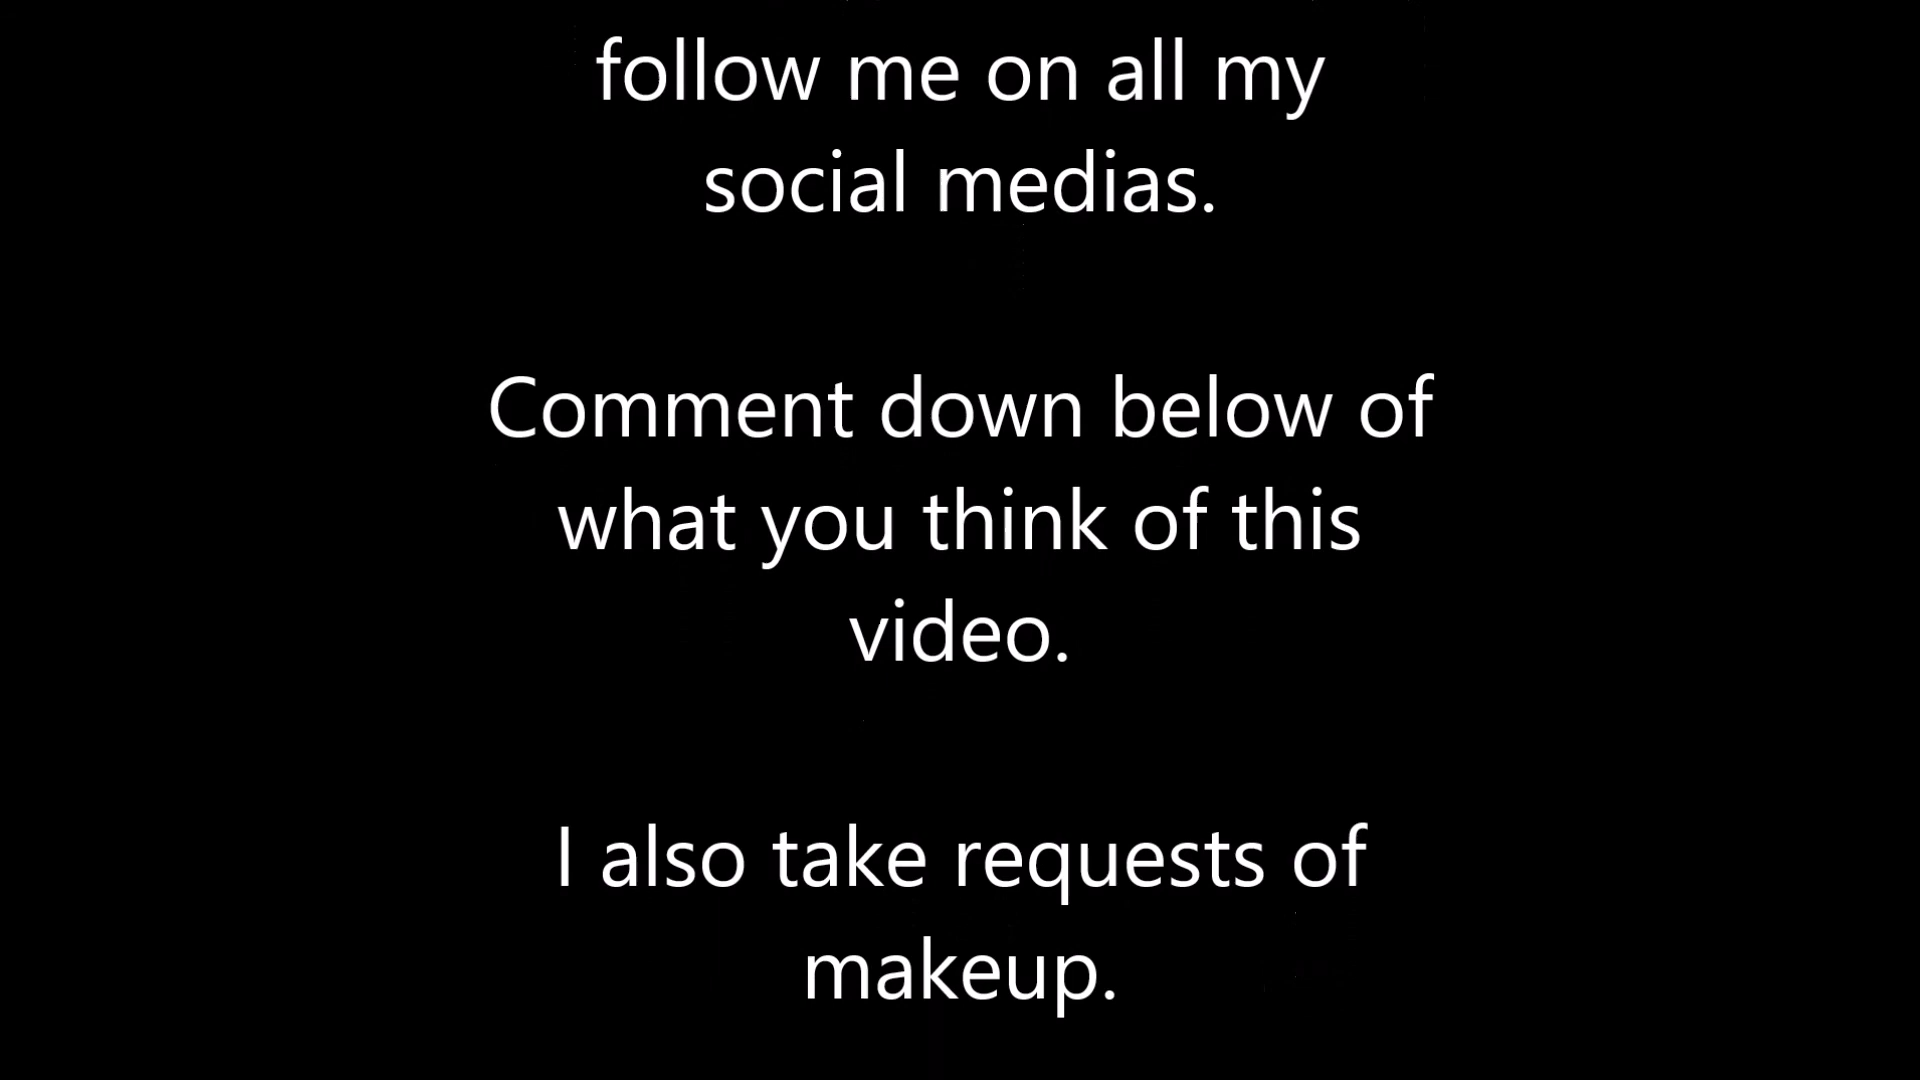 follow me on all my
social medias.
Comment down below of
what you think of this
video.
I also take requests of
makeup.